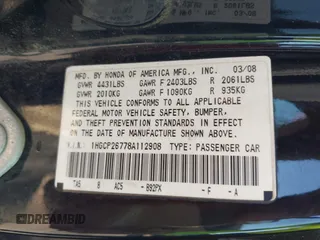 MFD. BY HONDA OF AMERICA MFG., INC. 03/08
GVWR 4431LBS GAWR F 2403LBS R 2061LBS
GVWR 2010KG GAWR F 1090KG R 935KG
THIS VEHICLE CONFORMS TO ALL APPLICABLE
FEDERAL MOTOR VEHICLE SAFETY, BUMPER, AND
THEFT PREVENTION STANDARDS IN EFFECT ON THE
DATE OF MANUFACTURE SHOWN ABOVE.
V.I.N. 1HGCP26778A112908 TYPE: PASSENGER CAR
B92PX - F - A
DREAMBID